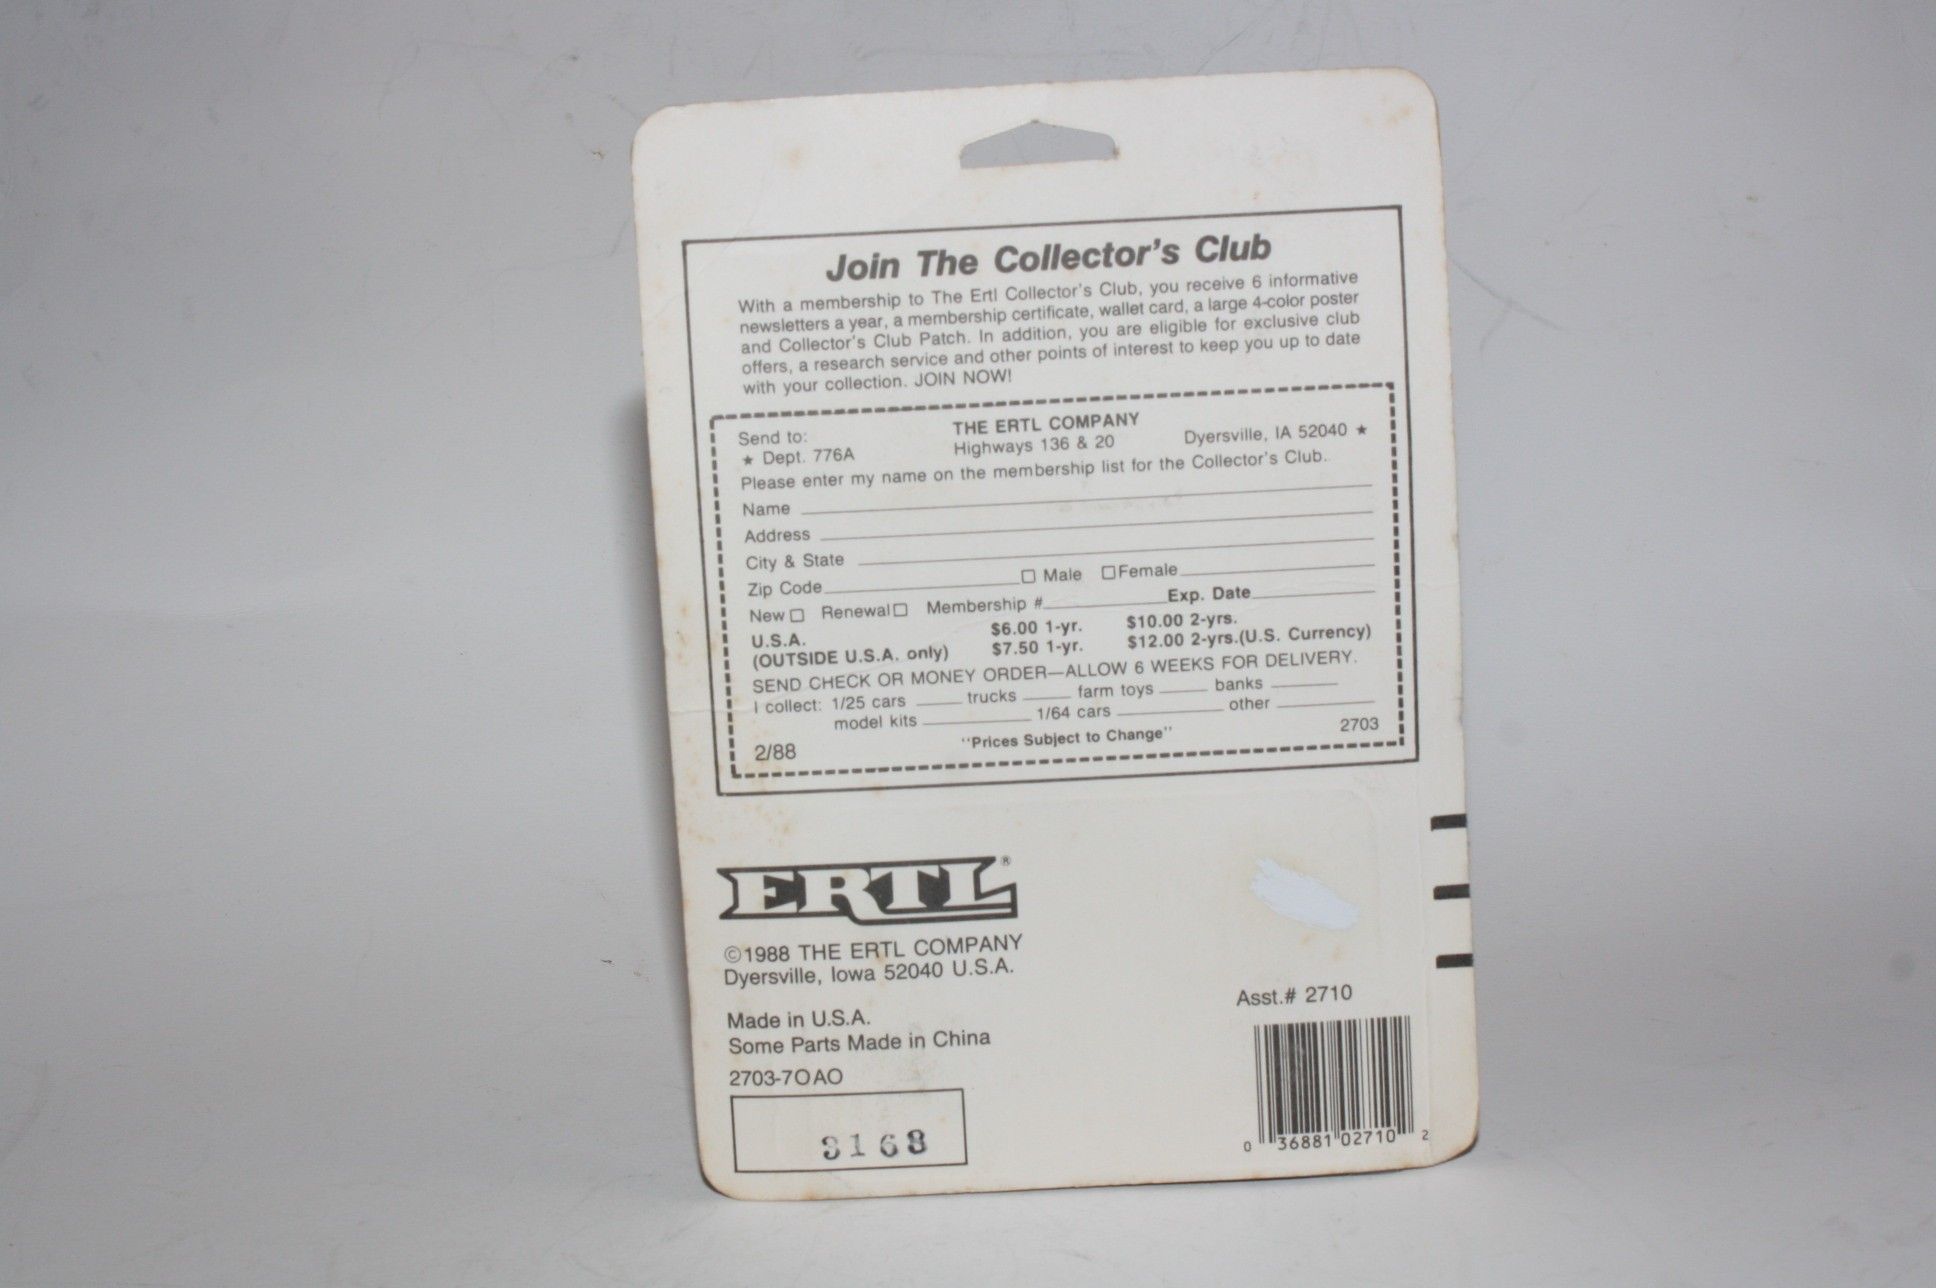 Join The Collector's Club
With a membership to The Ertl Collector's Club, you receive 6 informative
newsletters a year, a membership certificate, wallet card, a large 4-color poster
and Collector's Club Patch. In addition, you are eligible for exclusive club
offers, a research service and other points of interest to keep you up to date
with your collection. JOIN NOW!
Send to: THE ERTL COMPANY
★ Dept. 776A Highways 136 & 20 Dyersville, IA 52040 ★
Please enter my name on the membership list for the Collector's Club.
Name
Address
City & State
Zip Code □ Male □ Female
New □ Renewal □ Membership # Exp. Date
U.S.A. $6.00 1-yr. $10.00 2-yrs.
(OUTSIDE U.S.A. only) $7.50 1-yr. $12.00 2-yrs.(U.S. Currency)
SEND CHECK OR MONEY ORDER—ALLOW 6 WEEKS FOR DELIVERY.
I collect: 1/25 cars trucks farm toys banks
model kits 1/64 cars other
2/88 "Prices Subject to Change" 2703
ERTL®
©1988 THE ERTL COMPANY
Dyersville, Iowa 52040 U.S.A.
Made in U.S.A.
Some Parts Made in China
2703-7OAO
3168
Asst.# 2710
0 36881 02710 2